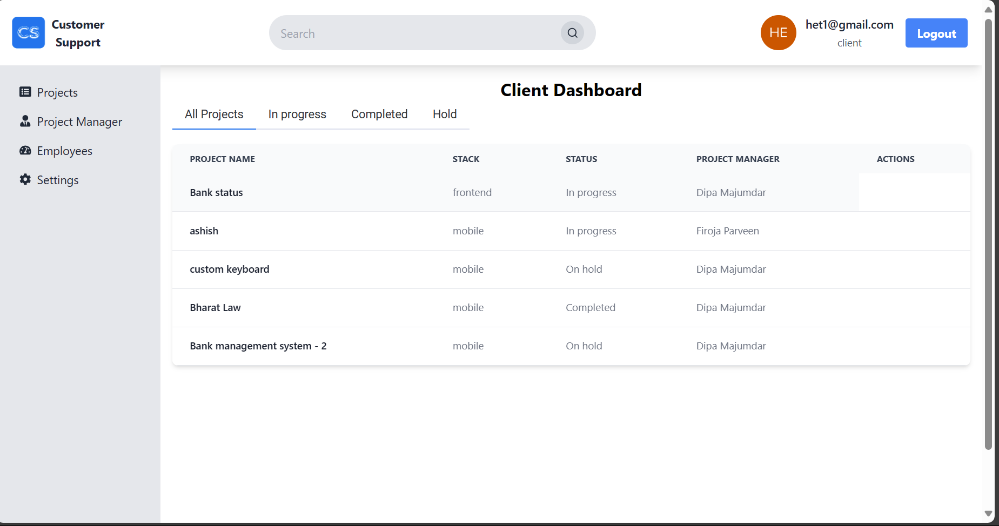 CS
Customer
Support
Search
HE
het1@gmail.com
client
Logout
Projects
Project Manager
Employees
Settings
Client Dashboard
All Projects In progress Completed Hold
PROJECT NAME STACK STATUS PROJECT MANAGER ACTIONS
Bank status frontend In progress Dipa Majumdar
ashish mobile In progress Firoja Parveen
custom keyboard mobile On hold Dipa Majumdar
Bharat Law mobile Completed Dipa Majumdar
Bank management system - 2 mobile On hold Dipa Majumdar